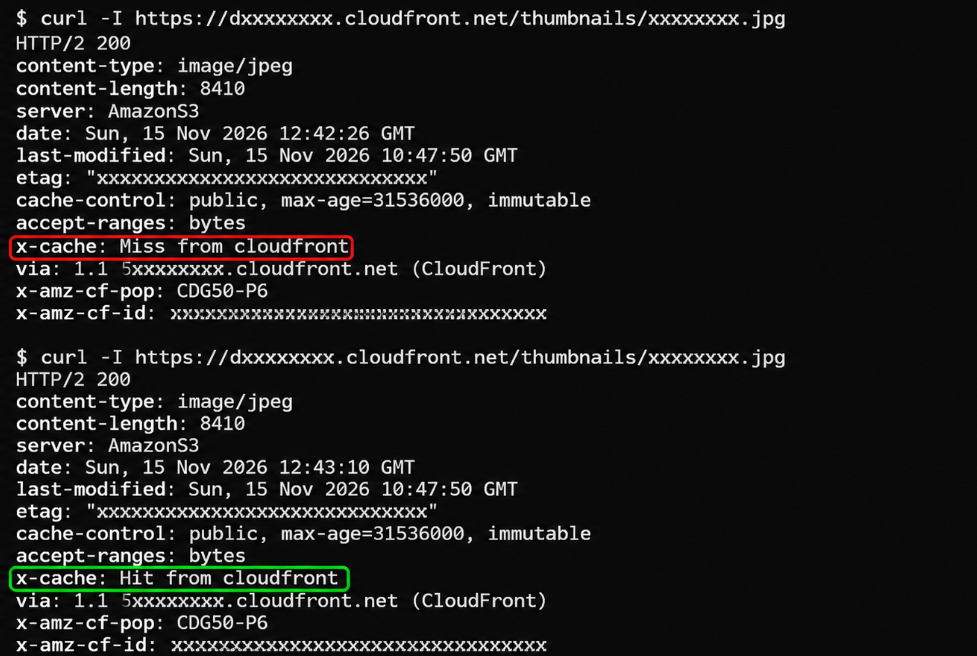 $ curl -I https://dxxxxxxxx.cloudfront.net/thumbnails/xxxxxxxx.jpg
HTTP/2 200
content-type: image/jpeg
content-length: 8410
server: AmazonS3
date: Sun, 15 Nov 2026 12:42:26 GMT
last-modified: Sun, 15 Nov 2026 10:47:50 GMT
etag: "xxxxxxxxxxxxxxxxxxxxxxxxxxxxx"
cache-control: public, max-age=31536000, immutable
accept-ranges: bytes
x-cache: Miss from cloudfront
via: 1.1 5xxxxxxxx.cloudfront.net (CloudFront)
x-amz-cf-pop: CDG50-P6
x-amz-cf-id:
$ curl -I https://dxxxxxxxx.cloudfront.net/thumbnails/xxxxxxxx.jpg
HTTP/2 200
content-type: image/jpeg
content-length: 8410
server: AmazonS3
date: Sun, 15 Nov 2026 12:43:10 GMT
last-modified: Sun, 15 Nov 2026 10:47:50 GMT
etag: "xxxxxxxxxxxxxxxxxxxxxxxxxxxxx"
cache-control: public, max-age=31536000, immutable
accept-ranges: bytes
x-cache: Hit from cloudfront
via: 1.1 5xxxxxxxx.cloudfront.net (CloudFront)
x-amz-cf-pop: CDG50-P6
x-amz-cf-id: xxxxxxxxxxxxxxxxxxxxxxxxxxxxxxxxx